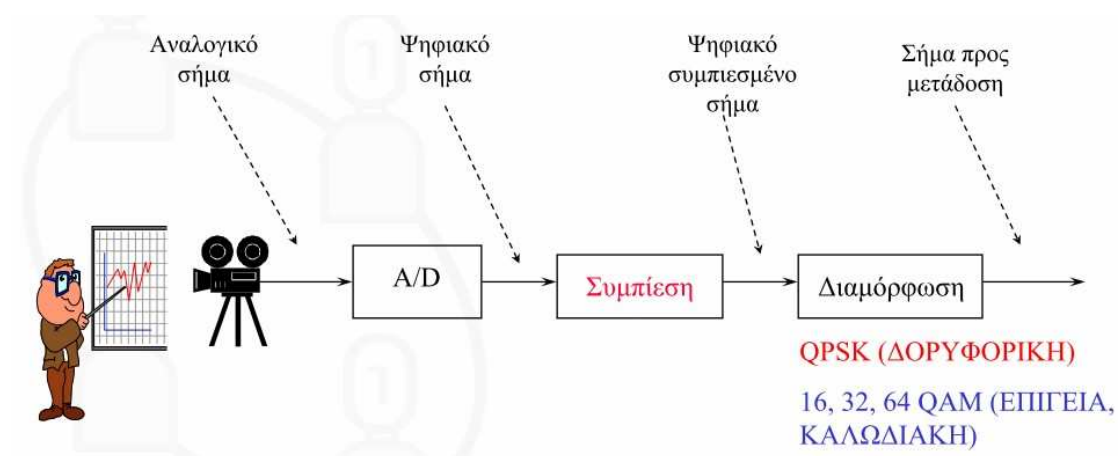 Αναλογικό
σήμα
Ψηφιακό
σήμα
Ψηφιακό
συμπιεσμένο
σήμα
Σήμα προς
μετάδοση
A/D
Συμπίεση
Διαμόρφωση
QPSK (ΔΟΡΥΦΟΡΙΚΗ)
16, 32, 64 QAM (ΕΠΙΓΕΙΑ,
ΚΑΛΩΔΙΑΚΗ)